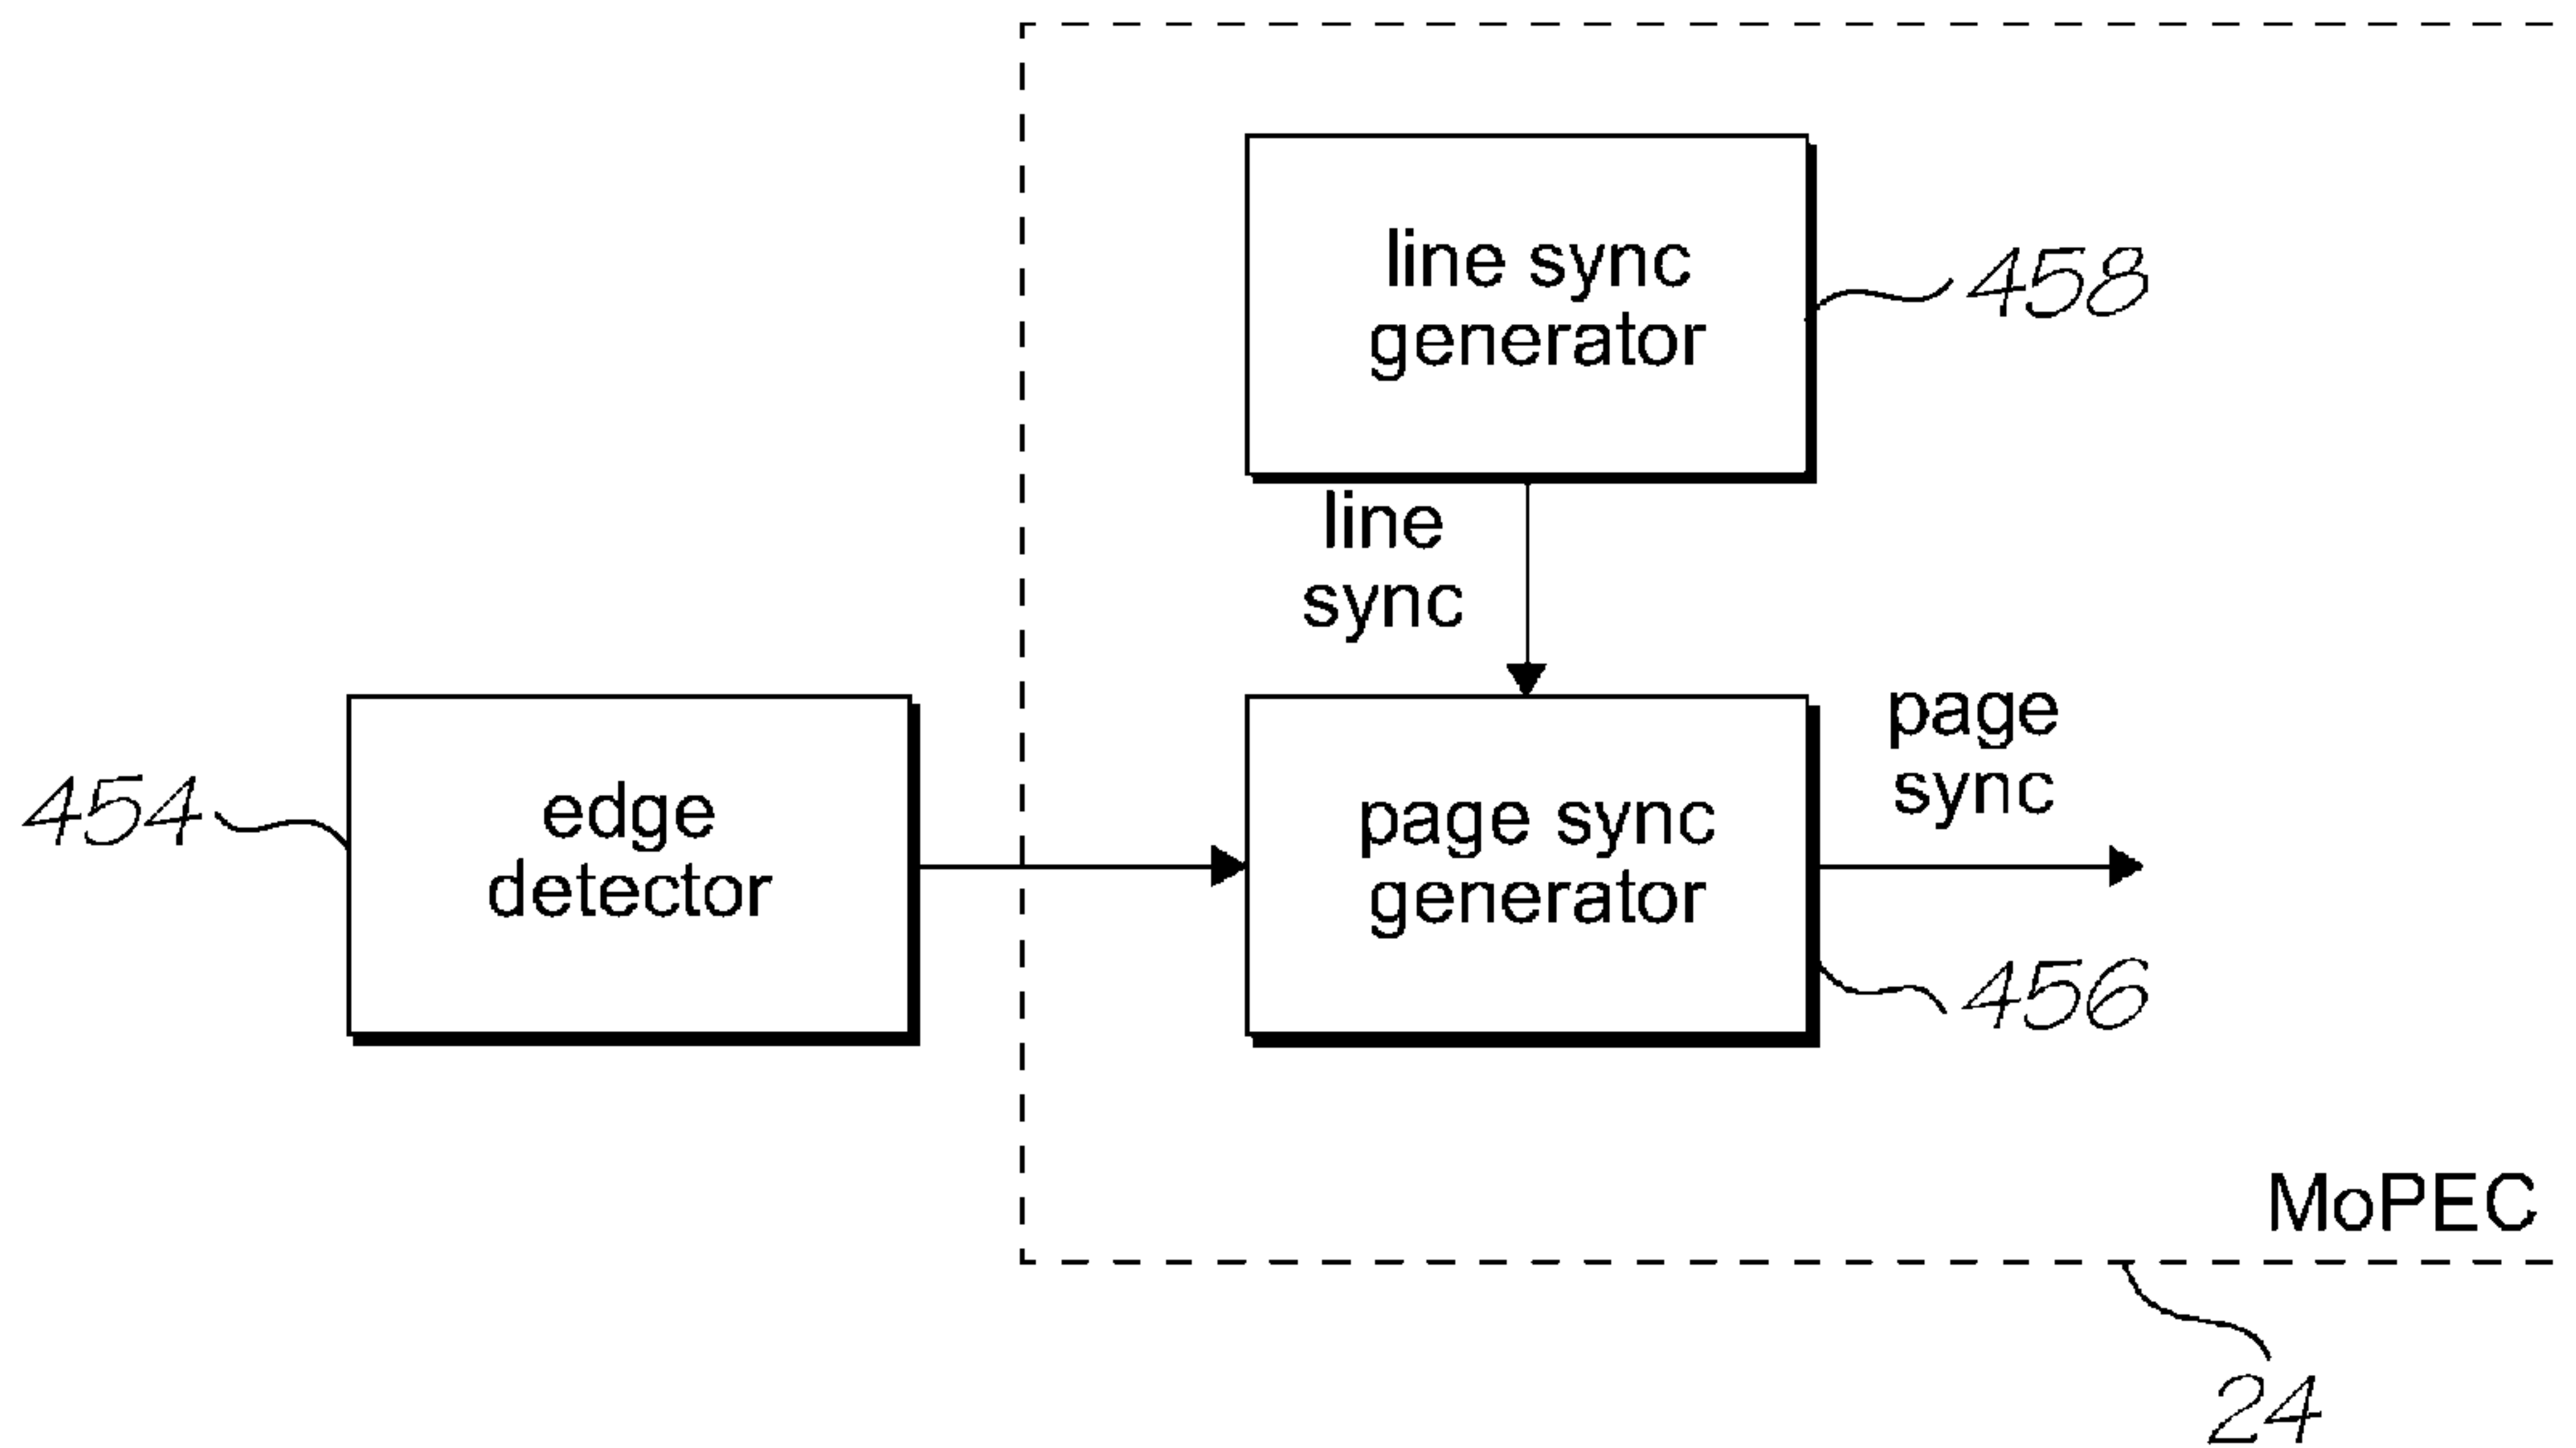 line sync
generator
458
line
sync
454
edge
detector
page sync
generator
page
sync
456
MoPEC
24